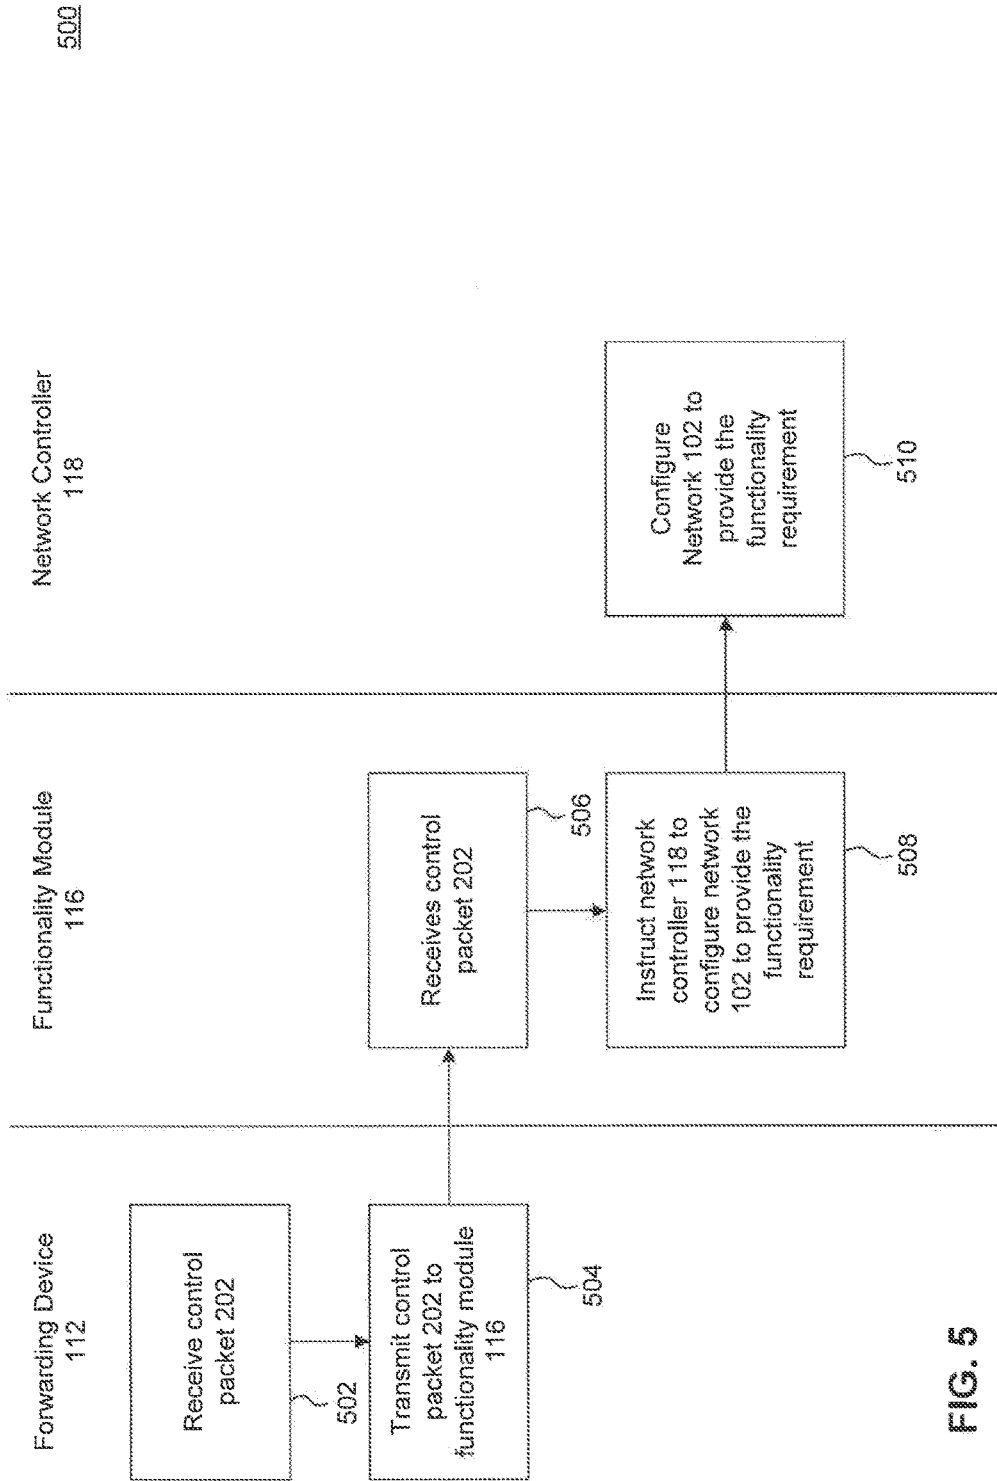 500
Forwarding Device
112
Functionality Module
116
Network Controller
118
Receive control
packet 202
502
Transmit control
packet 202 to
functionality module
116
504
Receives control
packet 202
506
Instruct network
controller 118 to
configure network
102 to provide the
functionality
requirement
508
Configure
Network 102 to
provide the
functionality
requirement
510
FIG. 5